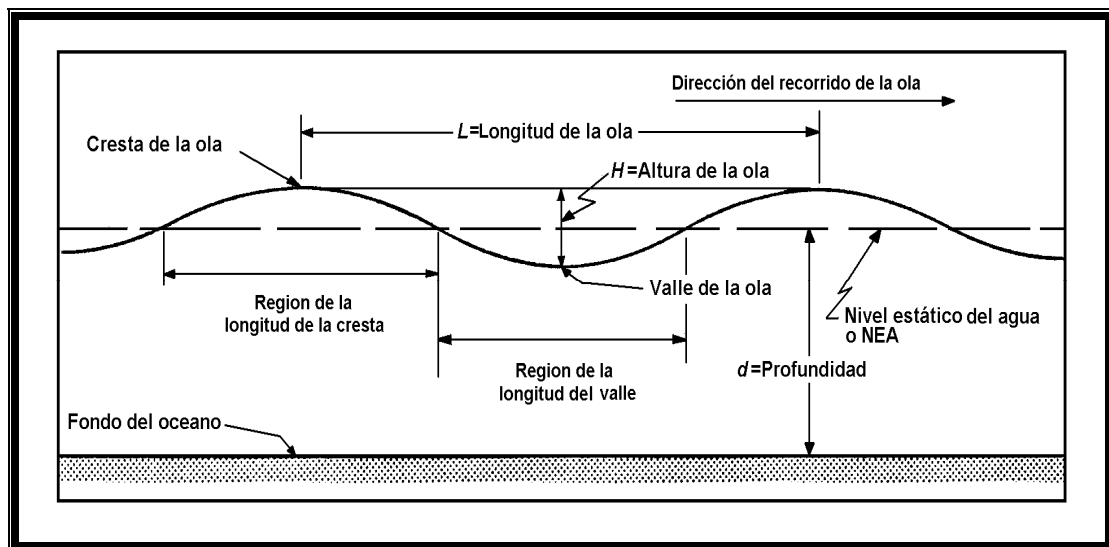 Dirección del recorrido de la ola
L=Longitud de la ola
Cresta de la ola
H=Altura de la ola
Valle de la ola
Region de la
longitud de la cresta
Nivel estático del agua
o NEA
Region de la
longitud del valle
d=Profundidad
Fondo del oceano